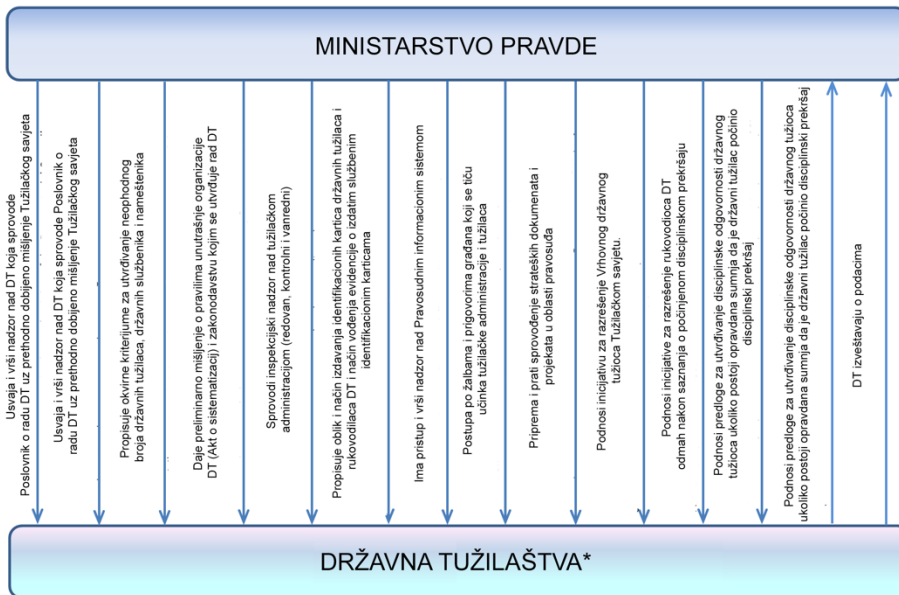 MINISTARSTVO PRAVDE
Usvaja i vrši nadzor nad DT koja sprovode
Poslovnik o radu DT uz prethodno dobijeno mišljenje Tužilačkog savjeta
Usvaja i vrši nadzor nad DT koja sprovode Poslovnik o
radu DT uz prethodno dobijeno mišljenje Tužilačkog savjeta
Propisuje okvirne kriterijume za utvrđivanje neophodnog
broja državnih tužilaca, državnih službenika i nameštenika
Daje preliminarno mišljenje o pravilima unutrašnje organizacije
DT (Akt o sistematizacij) i zakonodavstvu kojim se utvrđuje rad DT
Sprovodi inspekcijski nadzor nad tužilačkom
administracijom (redovan, kontrolni i vanredni)
Propisuje oblik i način izdavanja identifikacionih kartica državnih tužilaca i
rukovodilaca DT i način vođenja evidencije o izdatim službenim
identifikacionim karticama
Ima pristup i vrši nadzor nad Pravosudnim informacionim sistemom
Postupa po žalbama i prigovorima građana koji se tiču
učinka tužilačke administracije i tužilaca
Priprema i prati sprovođenje strateških dokumenata i
projekata u oblasti pravosuđa
Podnosi inicijativu za razrešenje Vrhovnog državnog
tužioca Tužilačkom savjetu.
Podnosi inicijative za razrešenje rukovodioca DT
odmah nakon saznanja o počinjenom disciplinskom prekršaju
Podnosi predloge za utvrđivanje disciplinske odgovornosti državnog
tužioca ukoliko postoji opravdana sumnja da je državni tužilac počinio
disciplinski prekršaj
Podnosi predloge za utvrđivanje disciplinske odgovornosti državnog tužioca
ukoliko postoji opravdana sumnja da je državni tužilac počinio disciplinski prekršaj
DT izveštavaju o podacima
DRŽAVNA TUŽILAŠTVA*